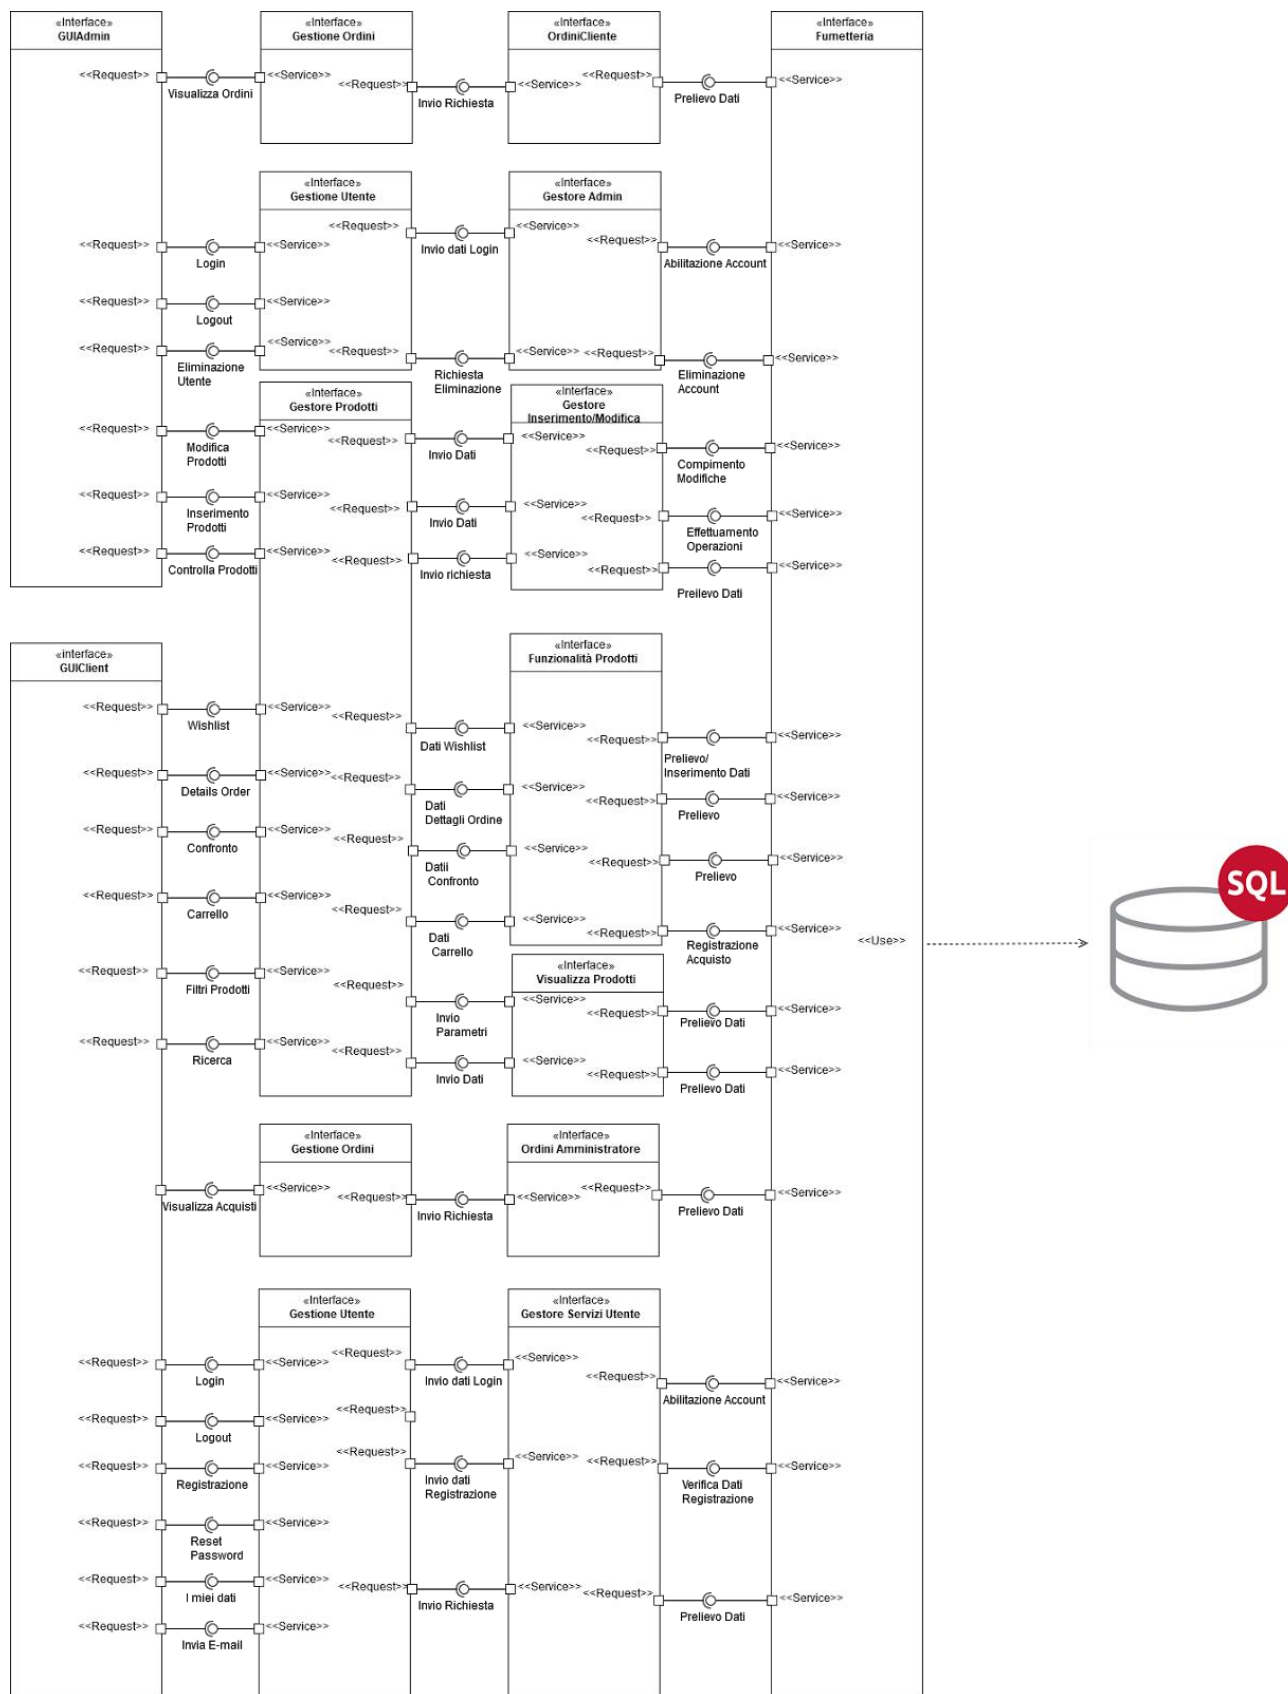 «Interface»
GUIAdmin
«Interface»
Gestione Ordini
«Interface»
OrdiniCliente
«Interface»
Fumetteria
<<Request>>
Visualizza Ordini
<<Service>>
<<Request>>
Invio Richiesta
<<Service>>
<<Request>>
Prelievo Dati
<<Service>>
«Interface»
Gestione Utente
«Interface»
Gestore Admin
<<Request>>
Invio dati Login
<<Service>>
<<Request>>
Abilitazione Account
<<Service>>
<<Request>>
Login
<<Service>>
<<Request>>
Logout
<<Service>>
<<Request>>
Eliminazione
Utente
<<Service>>
<<Request>>
Richiesta
Eliminazione
<<Service>>
<<Request>>
Eliminazione
Account
<<Service>>
«Interface»
Gestore Prodotti
«Interface»
Gestore
Inserimento/Modifica
<<Request>>
Modifica
Prodotti
<<Service>>
<<Request>>
Invio Dati
<<Service>>
<<Request>>
Compimento
Modifiche
<<Service>>
<<Request>>
Inserimento
Prodotti
<<Service>>
<<Request>>
Invio Dati
<<Service>>
<<Request>>
Effettuamento
Operazioni
<<Service>>
<<Request>>
Controlla Prodotti
<<Service>>
<<Request>>
Invio richiesta
<<Service>>
<<Request>>
Preilevo Dati
<<Service>>
«interface»
GUIClient
«Interface»
Funzionalità Prodotti
<<Request>>
Wishlist
<<Service>>
<<Request>>
Dati Wishlist
<<Service>>
<<Request>>
Prelievo/
Inserimento Dati
<<Service>>
<<Request>>
Details Order
<<Service>>
<<Request>>
Dati
Dettagli Ordine
<<Service>>
<<Request>>
Prelievo
<<Service>>
<<Request>>
Confronto
<<Service>>
<<Request>>
Datii
Confronto
<<Service>>
<<Request>>
Prelievo
<<Service>>
<<Request>>
Carrello
<<Service>>
<<Request>>
Dati
Carrello
<<Service>>
<<Request>>
Registrazione
Acquisto
<<Service>>
<<Use>>
SQL
«Interface»
Visualizza Prodotti
<<Request>>
Filtri Prodotti
<<Service>>
<<Request>>
Invio
Parametri
<<Service>>
<<Request>>
Prelievo Dati
<<Service>>
<<Request>>
Ricerca
<<Service>>
<<Request>>
Invio Dati
<<Service>>
<<Request>>
Prelievo Dati
<<Service>>
«Interface»
Gestione Ordini
«Interface»
Ordini Amministratore
Visualizza Acquisti
<<Service>>
<<Request>>
Invio Richiesta
<<Service>>
<<Request>>
Prelievo Dati
<<Service>>
«Interface»
Gestione Utente
«Interface»
Gestore Servizi Utente
<<Request>>
Login
<<Service>>
<<Request>>
Invio dati Login
<<Service>>
<<Request>>
Abilitazione Account
<<Service>>
<<Request>>
Logout
<<Service>>
<<Request>>
<<Request>>
Registrazione
<<Service>>
<<Request>>
Invio dati
Registrazione
<<Service>>
<<Request>>
Verifica Dati
Registrazione
<<Service>>
<<Request>>
Reset
Password
<<Service>>
<<Request>>
I miei dati
<<Service>>
<<Request>>
Invio Richiesta
<<Service>>
<<Request>>
Prelievo Dati
<<Service>>
<<Request>>
Invia E-mail
<<Service>>